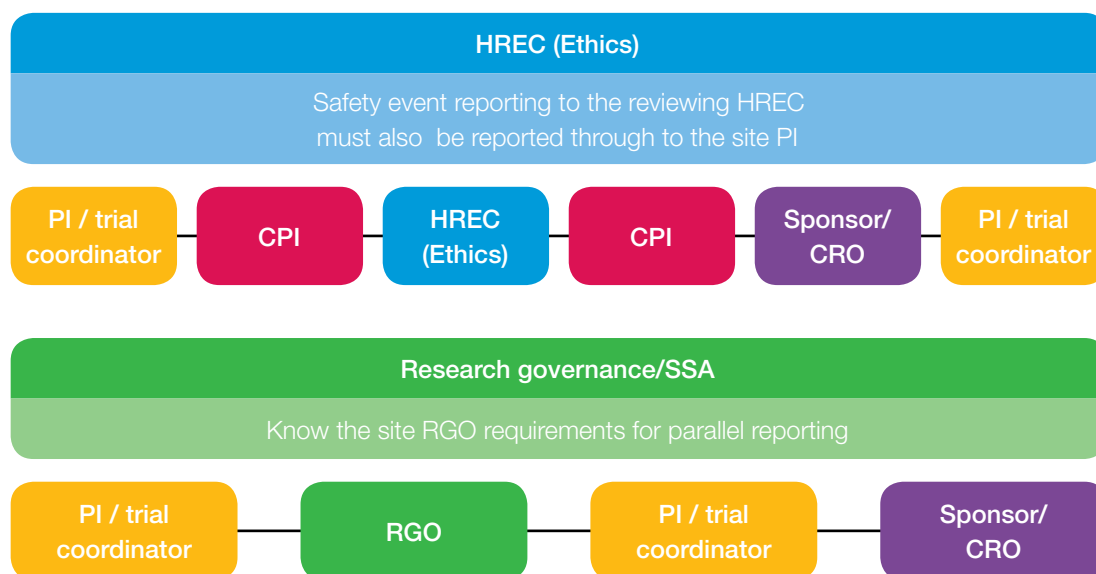 HREC (Ethics)
Safety event reporting to the reviewing HREC
must also be reported through to the site PI
PI / trial
coordinator
CPI
HREC
(Ethics)
CPI
Sponsor/
CRO
PI / trial
coordinator
Research governance/SSA
Know the site RGO requirements for parallel reporting
PI / trial
coordinator
RGO
PI / trial
coordinator
Sponsor/
CRO